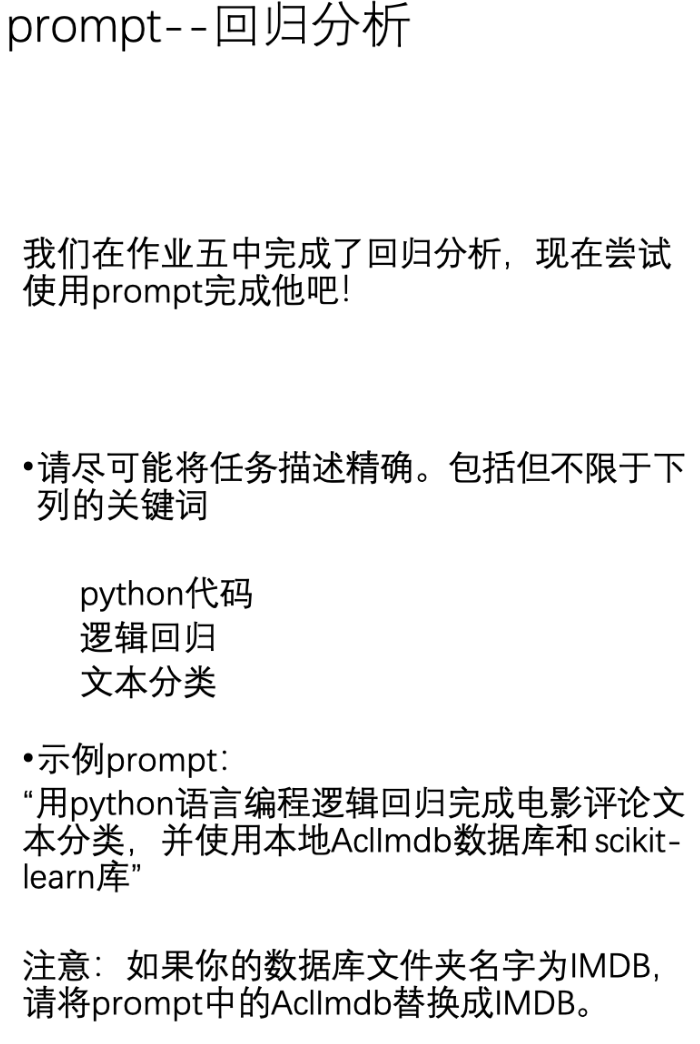 prompt--回归分析
我们在作业五中完成了回归分析，现在尝试
使用prompt完成他吧！
•请尽可能将任务描述精确。包括但不限于下
列的关键词
python代码
逻辑回归
文本分类
•示例prompt：
“用python语言编程逻辑回归完成电影评论文
本分类，并使用本地AclImdb数据库和 scikit-
learn库”
注意：如果你的数据库文件夹名字为IMDB，
请将prompt中的AclImdb替换成IMDB。